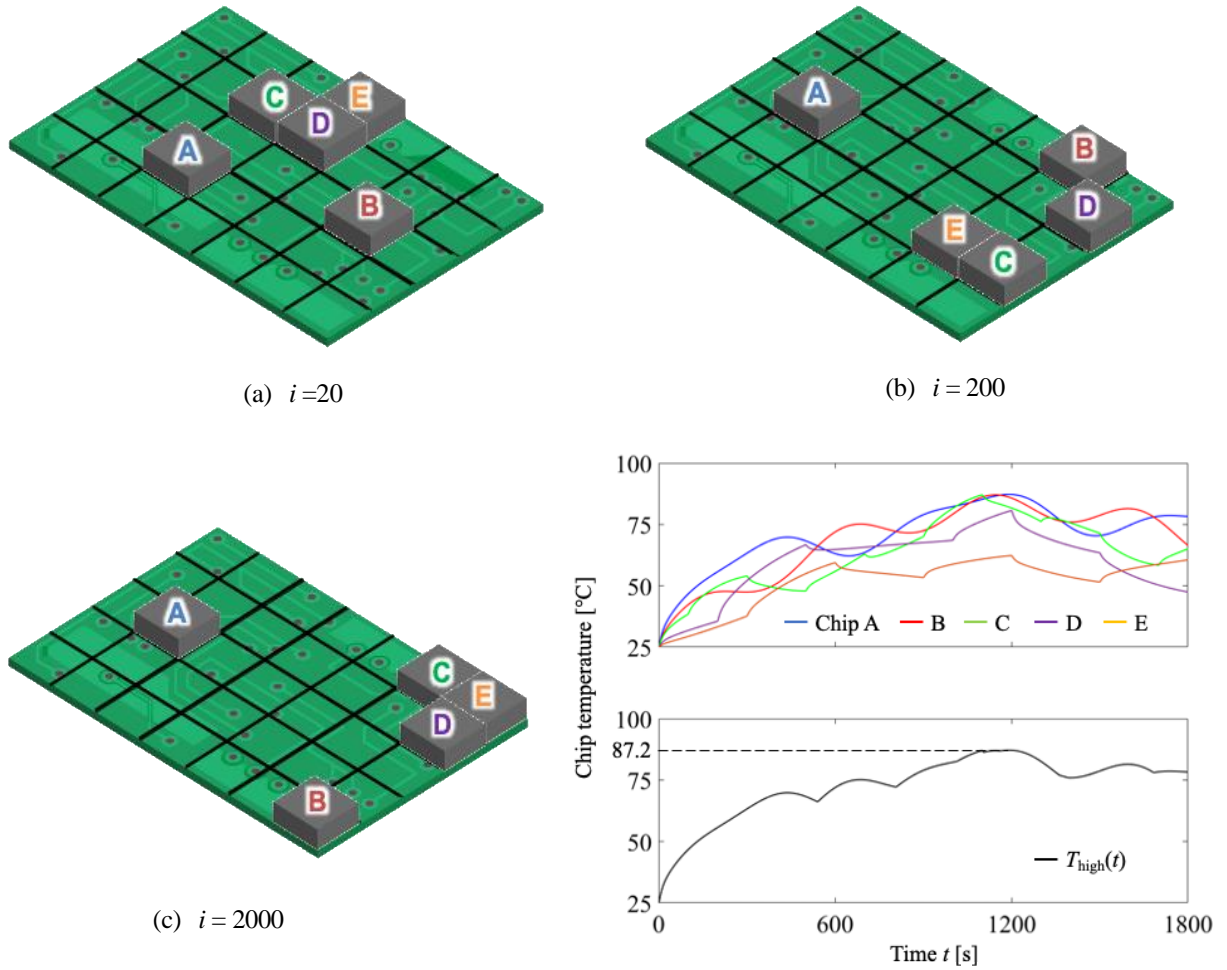 C
E
D
A
B
(a) i =20
A
B
D
E
C
(b) i = 200
A
C
E
D
B
(c) i = 2000
Chip temperature [°C]
100
75
50
25
Chip A B C D E
100
87.2
75
50
25
T_high(t)
0 600 1200 1800
Time t [s]